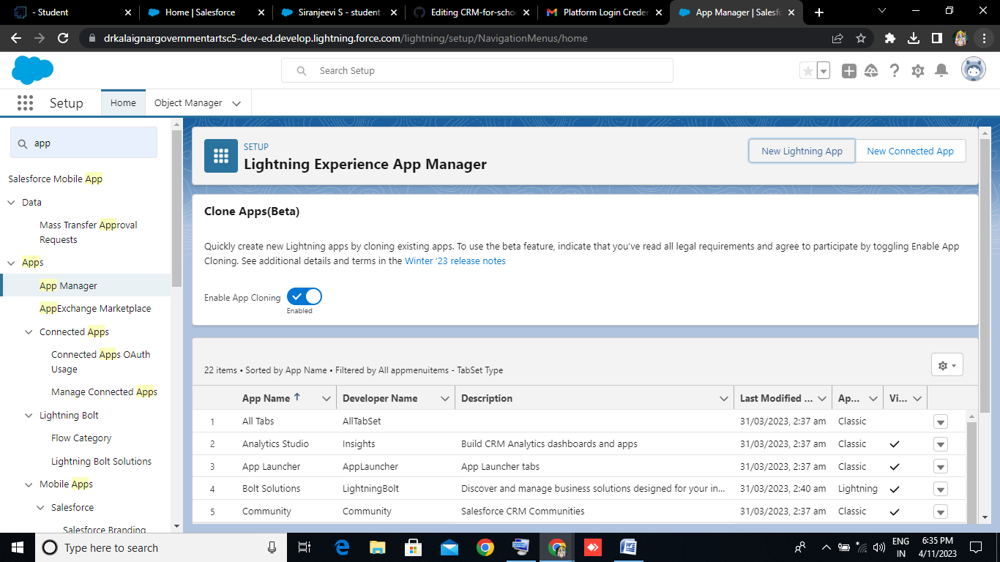 - Student
Home | Salesforce
Siranjeevi S - student
Editing CRM-for-scho
Platform Login Creder
App Manager | Salesf
drkalaignargovernmentartsc5-dev-ed.develop.lightning.force.com/lightning/setup/NavigationMenus/home
Search Setup
Setup
Home
Object Manager
app
Salesforce Mobile App
Data
Mass Transfer Approval
Requests
Apps
App Manager
AppExchange Marketplace
Connected Apps
Connected Apps OAuth
Usage
Manage Connected Apps
Lightning Bolt
Flow Category
Lightning Bolt Solutions
Mobile Apps
Salesforce
Salesforce Branding
SETUP
Lightning Experience App Manager
New Lightning App
New Connected App
Clone Apps(Beta)
Quickly create new Lightning apps by cloning existing apps. To use the beta feature, indicate that you've read all legal requirements and agree to participate by toggling Enable App
Cloning. See additional details and terms in the Winter '23 release notes
Enable App Cloning
Enabled
22 items • Sorted by App Name • Filtered by All appmenuitems - TabSet Type
App Name ↑ Developer Name Description Last Modified ... Ap... Vi...
1 All Tabs AllTabSet 31/03/2023, 2:37 am Classic
2 Analytics Studio Insights Build CRM Analytics dashboards and apps 31/03/2023, 2:37 am Classic
3 App Launcher AppLauncher App Launcher tabs 31/03/2023, 2:37 am Classic
4 Bolt Solutions LightningBolt Discover and manage business solutions designed for your in... 31/03/2023, 2:40 am Lightning
5 Community Community Salesforce CRM Communities 31/03/2023, 2:37 am Classic
Type here to search
ENG
IN
6:35 PM
4/11/2023